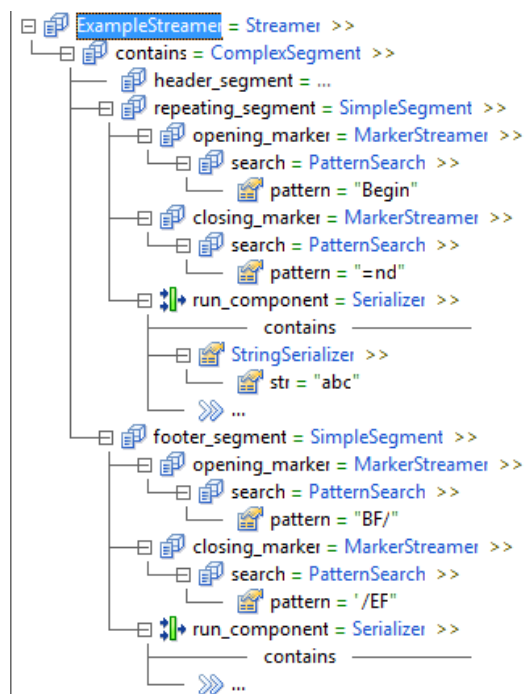 ExampleStreamer = Streamer >>
contains = ComplexSegment >>
header_segment = ...
repeating_segment = SimpleSegment >>
opening_marker = MarkerStreamer >>
search = PatternSearch >>
pattern = "Begin"
closing_marker = MarkerStreamer >>
search = PatternSearch >>
pattern = "=nd"
run_component = Serializer >>
contains
StringSerializer >>
str = "abc"
...
footer_segment = SimpleSegment >>
opening_marker = MarkerStreamer >>
search = PatternSearch >>
pattern = "BF/"
closing_marker = MarkerStreamer >>
search = PatternSearch >>
pattern = '/EF"
run_component = Serializer >>
contains
...